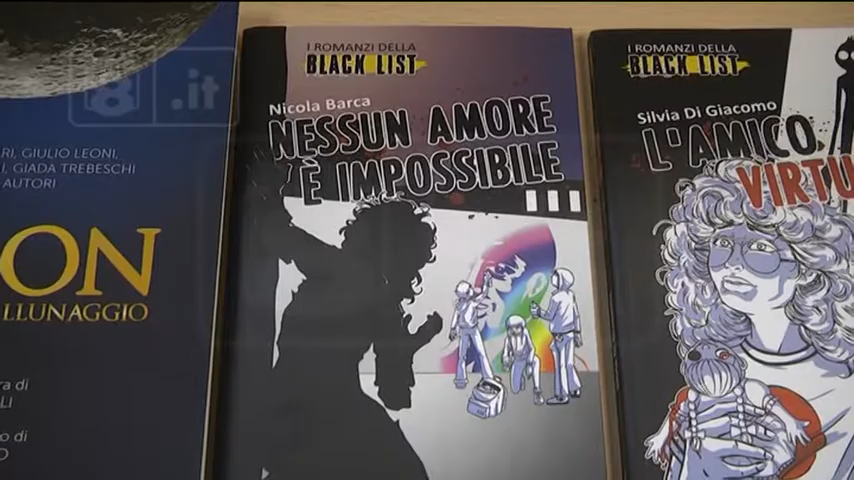 .it
RI, GIULIO LEONI,
I, GIADA TREBESCHI
AUTORI
ON
LLUNAGGIO
ra di
LI
o di
O
I ROMANZI DELLA
BLACK LIST
Nicola Barca
NESSUN AMORE
È IMPOSSIBILE
I ROMANZI DELLA
BLACK LIST
Silvia Di Giacomo
L'AMICO
VIRTU